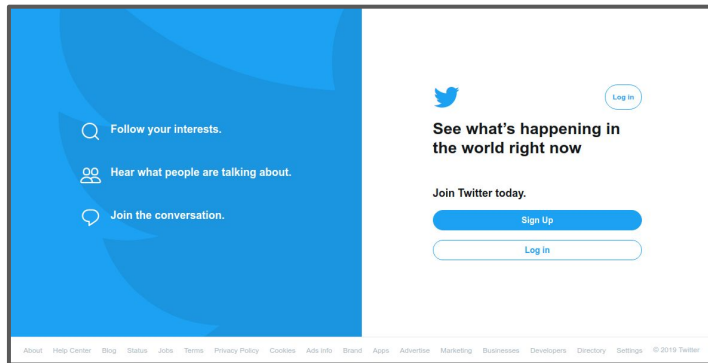 Follow your interests.
Hear what people are talking about.
Join the conversation.
Log in
See what’s happening in
the world right now
Join Twitter today.
Sign Up
Log in
About Help Center Blog Status Jobs Terms Privacy Policy Cookies Ads info Brand Apps Advertise Marketing Businesses Developers Directory Settings © 2019 Twitter